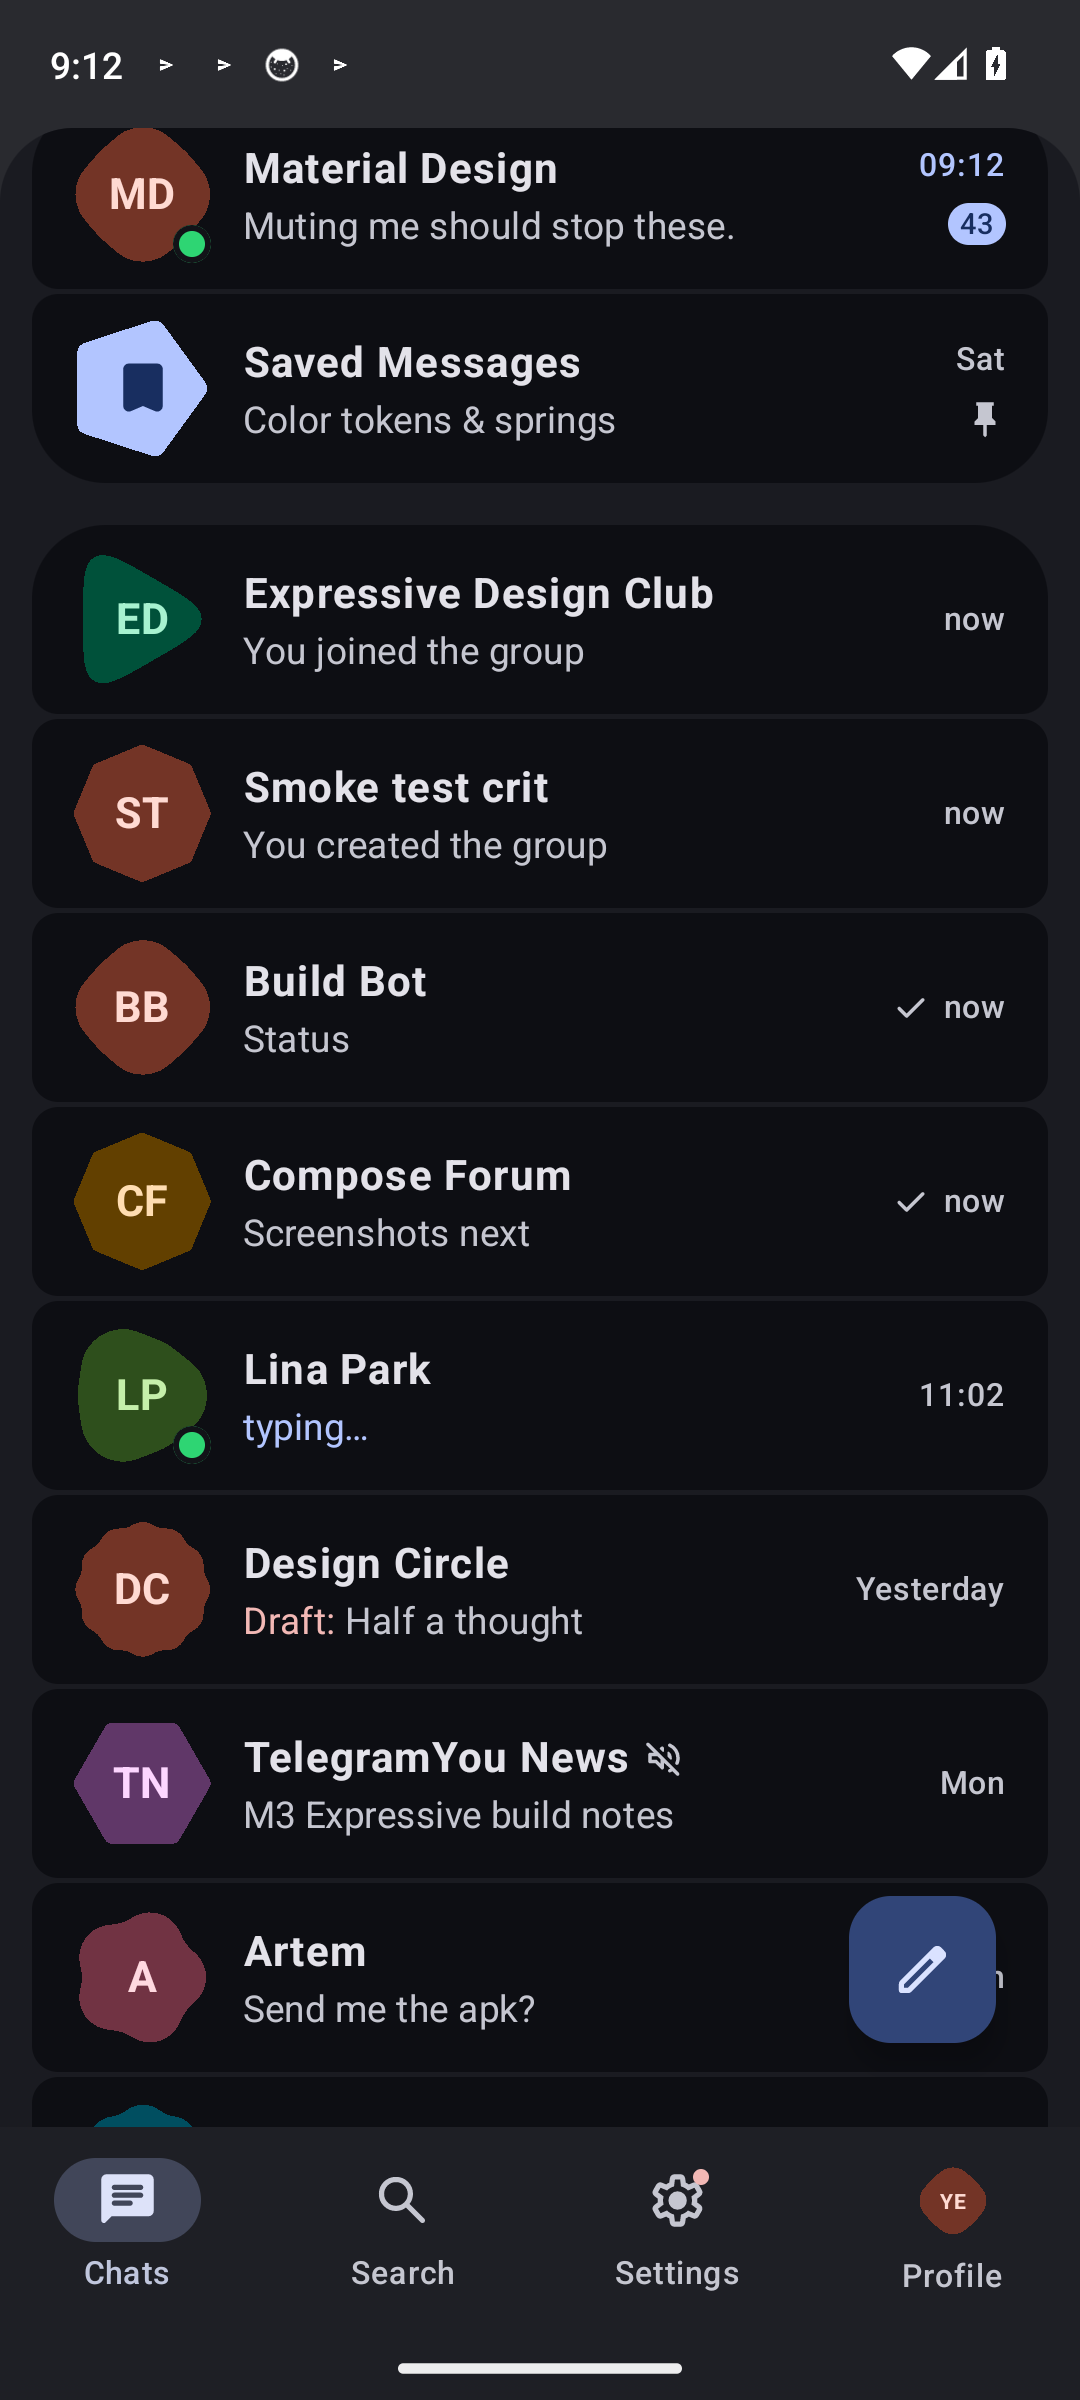 9:12
MD
Material Design
09:12
Muting me should stop these.
43
Saved Messages
Sat
Color tokens & springs
ED
Expressive Design Club
now
You joined the group
ST
Smoke test crit
now
You created the group
BB
Build Bot
now
Status
CF
Compose Forum
now
Screenshots next
LP
Lina Park
11:02
typing...
DC
Design Circle
Yesterday
Draft: Half a thought
TN
TelegramYou News
Mon
M3 Expressive build notes
A
Artem
Send me the apk?
Chats
Search
Settings
YE
Profile